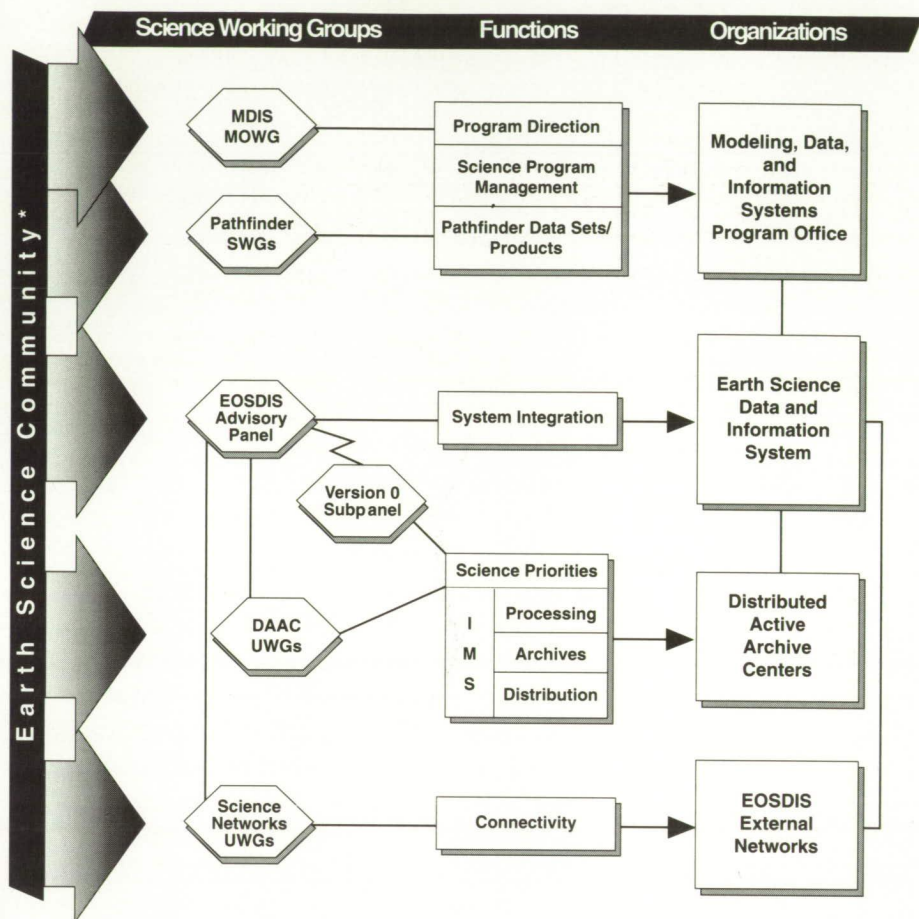 Science Working Groups Functions Organizations
Earth Science Community*
MDIS
MOWG
Program Direction
Science Program
Management
Pathfinder Data Sets/
Products
Modeling, Data,
and
Information
Systems
Program Office
Pathfinder
SWGs
EOSDIS
Advisory
Panel
System Integration
Earth Science
Data and
Information
System
Version 0
Subpanel
DAAC
UWGs
Science Priorities
I
M
S
Processing
Archives
Distribution
Distributed
Active
Archive
Centers
Science
Networks
UWGs
Connectivity
EOSDIS
External
Networks